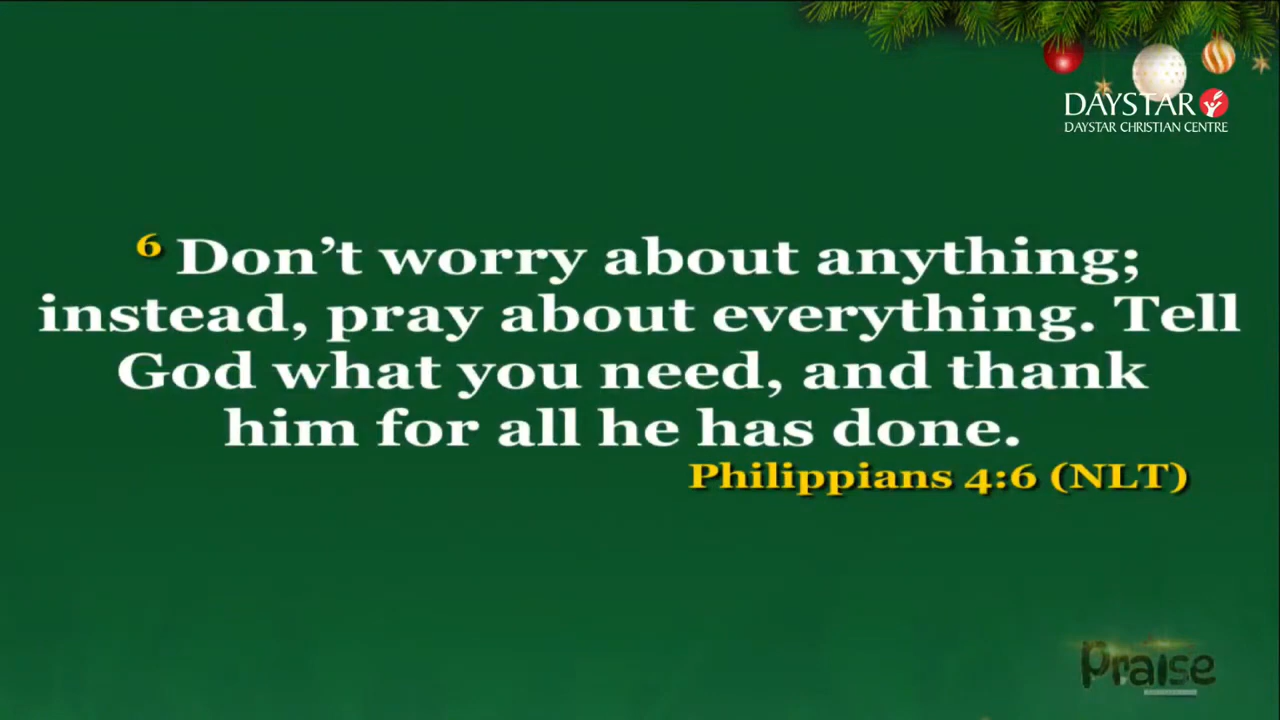 DAYSTAR
DAYSTAR CHRISTIAN CENTRE
6 Don’t worry about anything;
instead, pray about everything. Tell
God what you need, and thank
him for all he has done.
Philippians 4:6 (NLT)
Praise